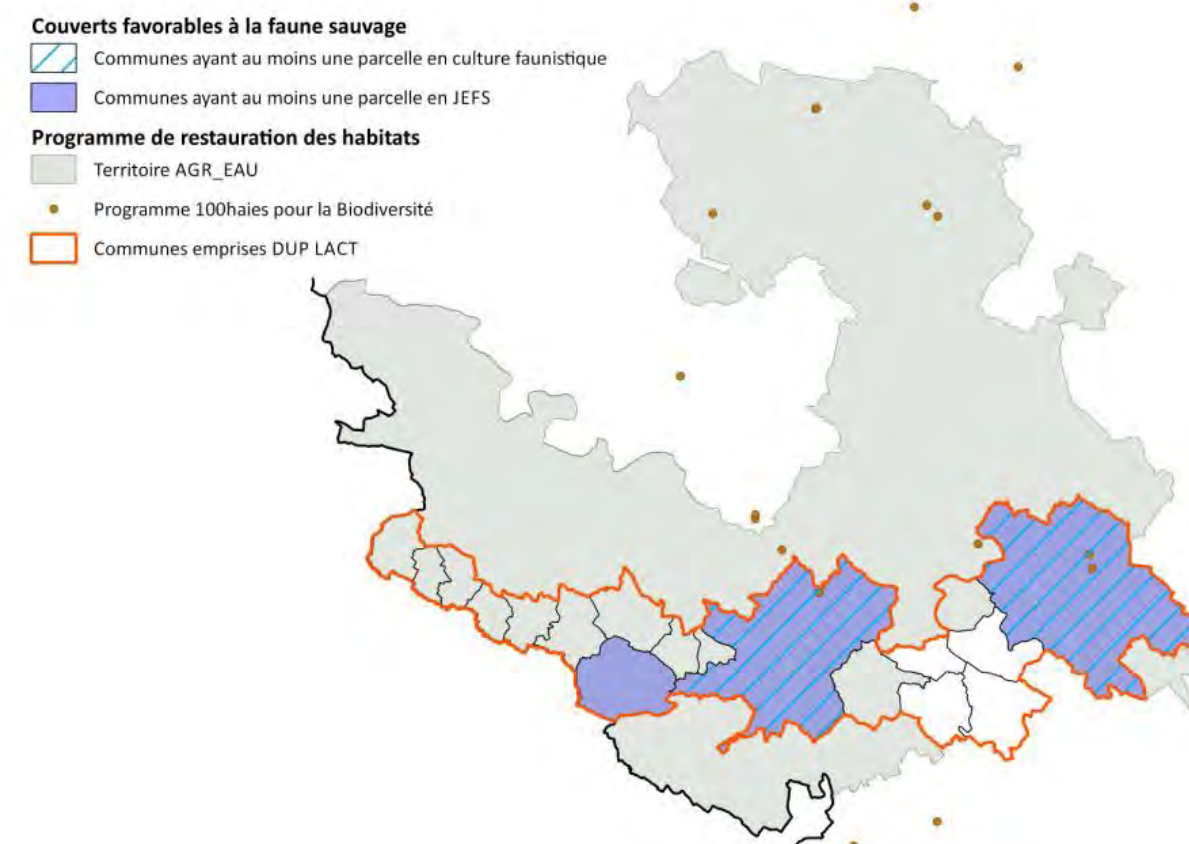 Couverts favorables à la faune sauvage
Communes ayant au moins une parcelle en culture faunistique
Communes ayant au moins une parcelle en JEFS
Programme de restauration des habitats
Territoire AGR_EAU
Programme 100haies pour la Biodiversité
Communes emprises DUP LACT